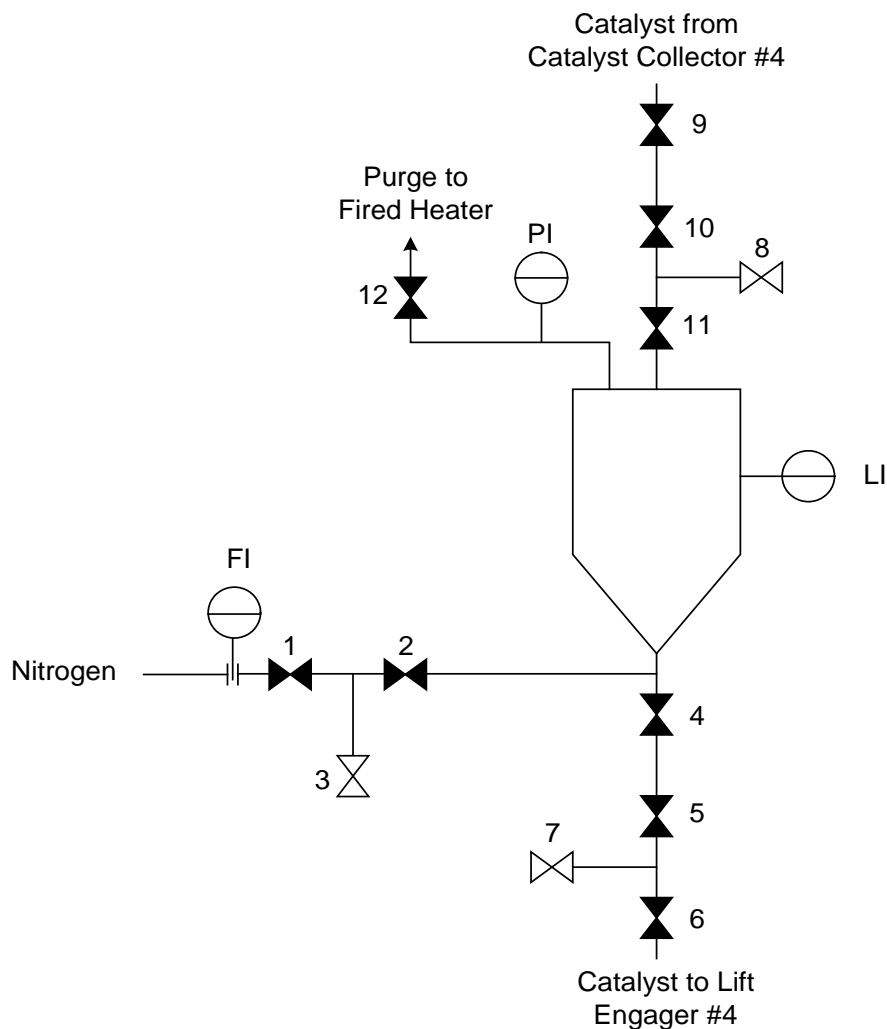 Catalyst from
Catalyst Collector #4
9
Purge to
Fired Heater
10
PI
8
12
11
LI
FI
1
2
Nitrogen
4
3
5
7
6
Catalyst to Lift
Engager #4